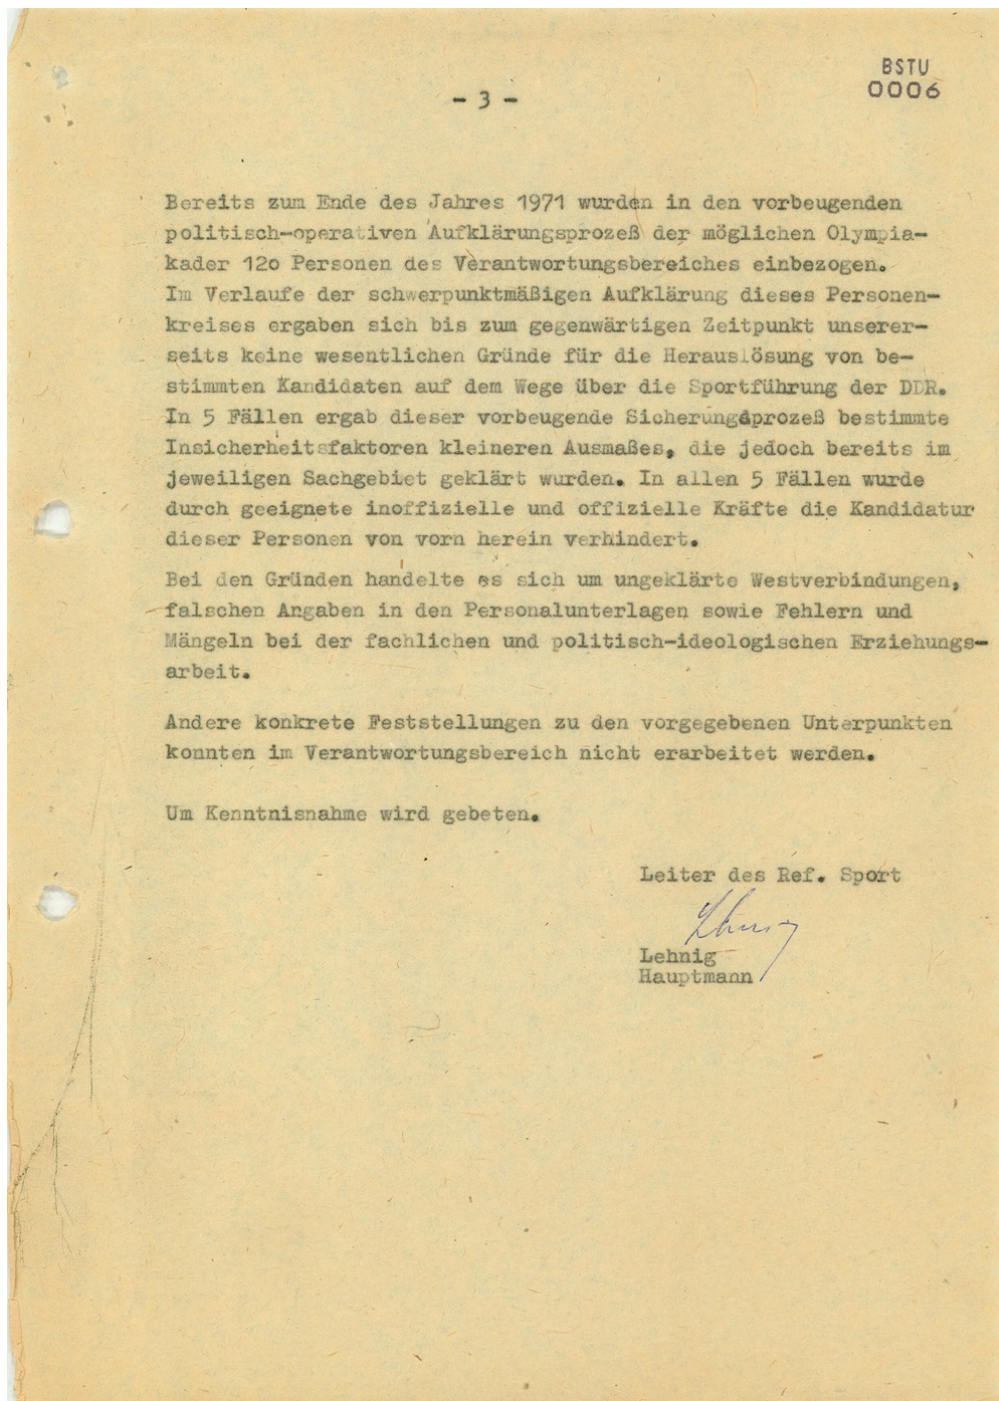 BSTU
0006
- 3 -
Bereits zum Ende des Jahres 1971 wurden in den vorbeugenden
politisch-operativen Aufklärungsprozeß der möglichen Olympia-
kader 120 Personen des Verantwortungsbereiches einbezogen.
Im Verlaufe der schwerpunktmäßigen Aufklärung dieses Personen-
kreises ergaben sich bis zum gegenwärtigen Zeitpunkt unserer-
seits keine wesentlichen Gründe für die Herauslösung von be-
stimmten Kandidaten auf dem Wege über die Sportführung der DDR.
In 5 Fällen ergab dieser vorbeugende Sicherungsprozeß bestimmte
Insicherheitsfaktoren kleineren Ausmaßes, die jedoch bereits im
jeweiligen Sachgebiet geklärt wurden. In allen 5 Fällen wurde
durch geeignete inoffizielle und offizielle Kräfte die Kandidatur
dieser Personen von vorn herein verhindert.
Bei den Gründen handelte es sich um ungeklärte Westverbindungen,
falschen Angaben in den Personalunterlagen sowie Fehlern und
Mängeln bei der fachlichen und politisch-ideologischen Erziehungs-
arbeit.
Andere konkrete Feststellungen zu den vorgegebenen Unterpunkten
konnten im Verantwortungsbereich nicht erarbeitet werden.
Um Kenntnisnahme wird gebeten.
Leiter des Ref. Sport
Lehnig
Hauptmann